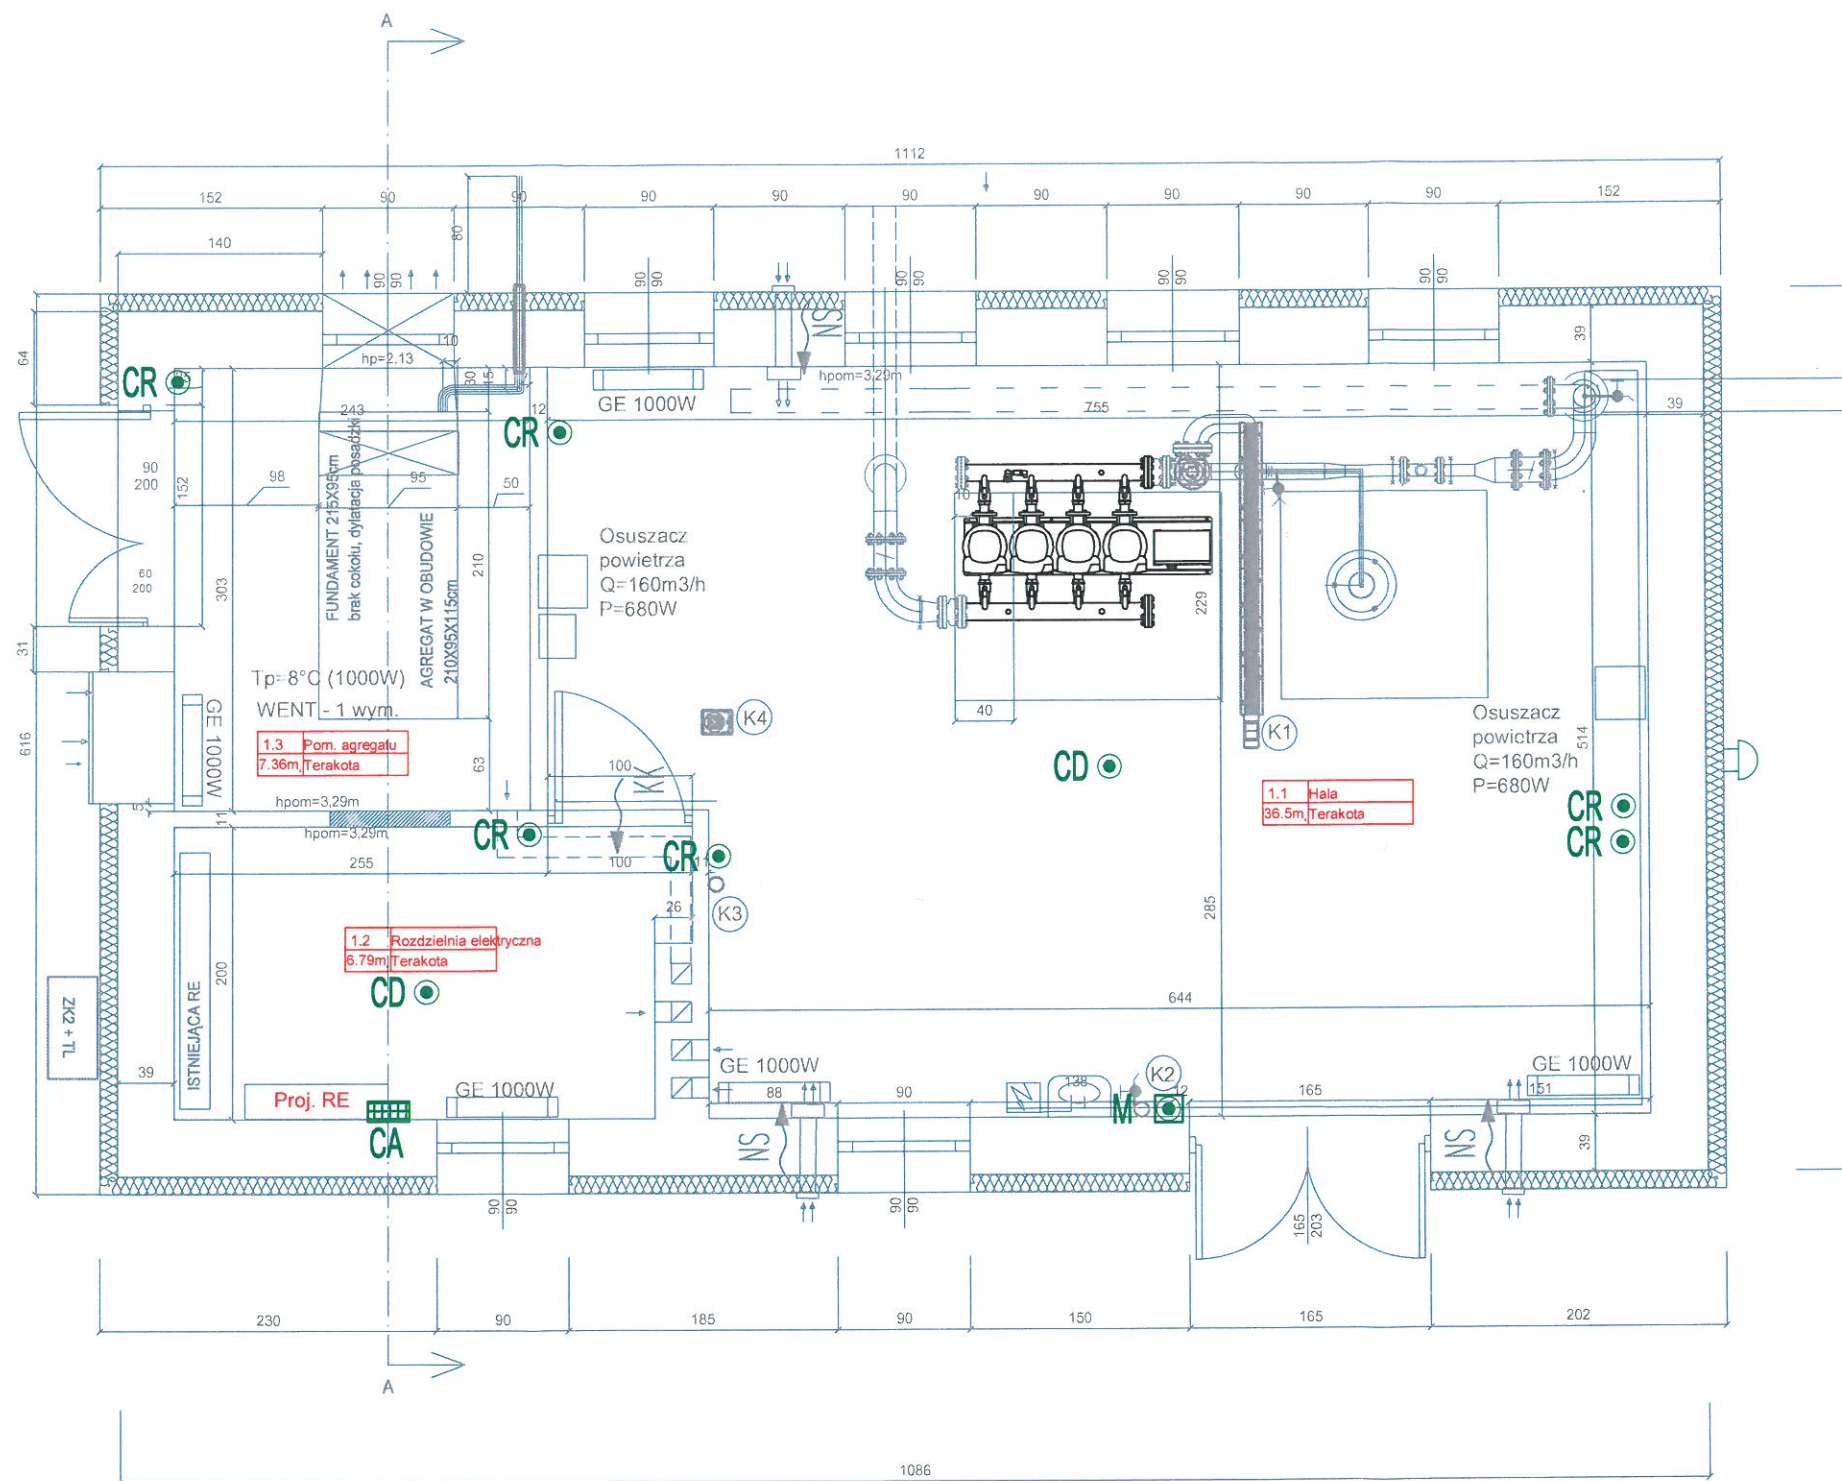 A
1112
152
90
90
90
90
90
90
90
90
152
140
80
90
90
90
90
90
90
90
90
90
90
64
39
10
NS
hp=2.13
CR
30
15
hpom=3,29m
GE 1000W
243
12
755
39
CR
90
200
152
98
95
50
10
FUNDAMENT 215X95cm
brak cokołu, dylatacja posadzki
AGREGAT W OBUDOWIE
210X95X115cm
Osuszacz
powietrza
Q=160m3/h
P=680W
60
200
303
210
229
31
Tp=8°C (1000W)
WENT - 1 wym.
GE 1000W
40
K4
K1
Osuszacz
powietrza
Q=160m3/h
P=680W
514
616
1.3 Pom. agregatu
7.36m, Terakota
63
100
KK
CD
1.1 Hala
36.5m, Terakota
hpom=3,29m
5
11
hpom=3,29m
CR
CR
CR
CR
255
100
11
26
K3
285
1.2 Rozdzielnia elektryczna
6.79m Terakota
CD
200
644
ISTNIEJĄCA RE
ZK2 + TL
39
Proj. RE
GE 1000W
GE 1000W
88
90
138
K2
M
12
165
GE 1000W
151
CA
NS
NS
39
90
90
90
90
165
203
230
90
185
90
150
165
202
A
1086